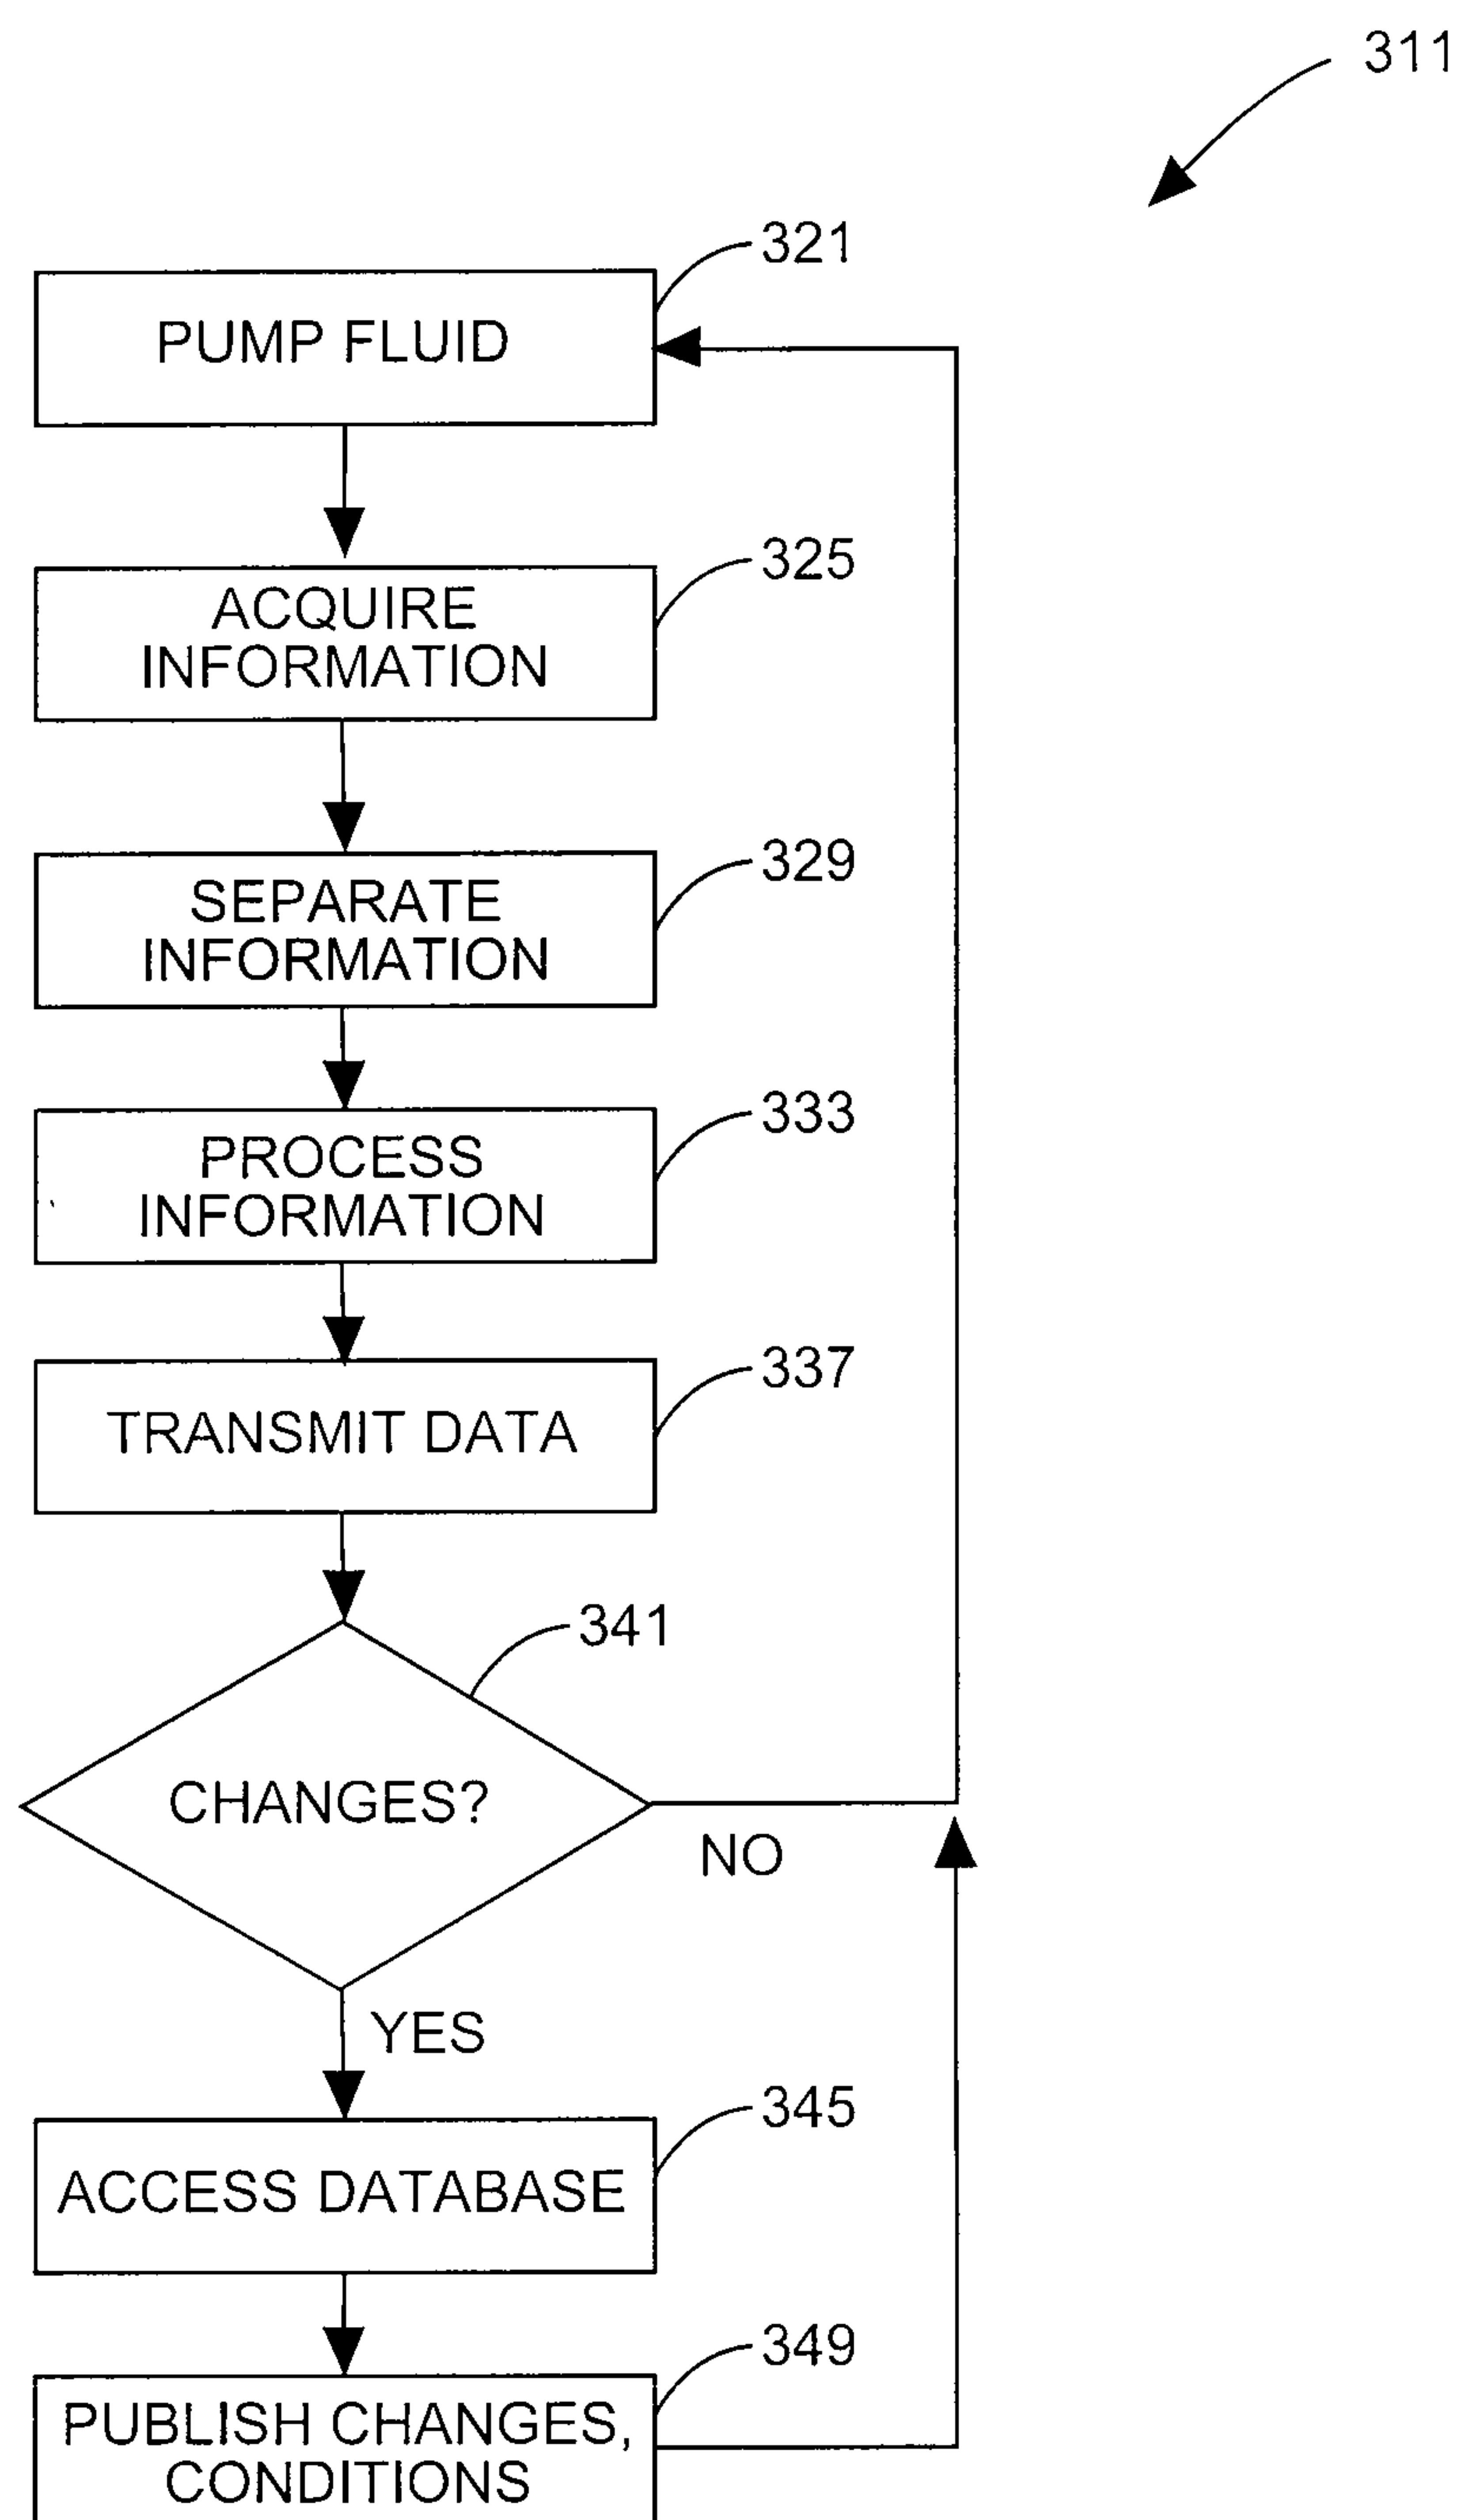 311
321
PUMP FLUID
325
ACQUIRE
INFORMATION
329
SEPARATE
INFORMATION
333
PROCESS
INFORMATION
337
TRANSMIT DATA
341
CHANGES?
NO
YES
345
ACCESS DATABASE
349
PUBLISH CHANGES,
CONDITIONS